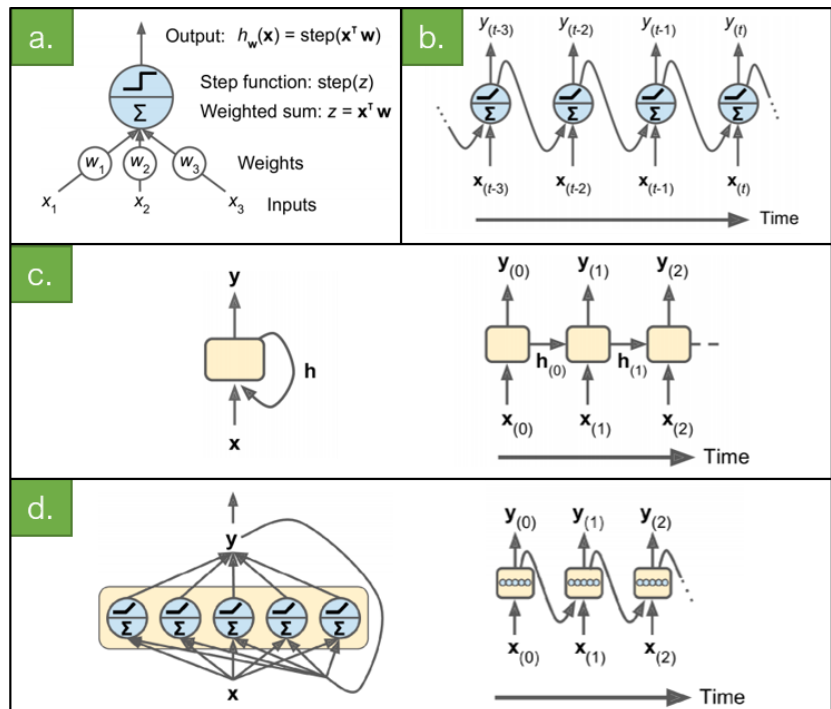 a.
Output: h_w(x) = step(xᵀ w)
Step function: step(z)
Σ
Weighted sum: z = xᵀ w
w₁ w₂ w₃ Weights
x₁ x₂ x₃ Inputs
b.
y(t-3) y(t-2) y(t-1) y(t)
Σ Σ Σ Σ
x(t-3) x(t-2) x(t-1) x(t)
Time
c.
y
h
x
y(0) y(1) y(2)
h(0) h(1)
x(0) x(1) x(2)
Time
d.
y
Σ Σ Σ Σ Σ
x
y(0) y(1) y(2)
x(0) x(1) x(2)
Time